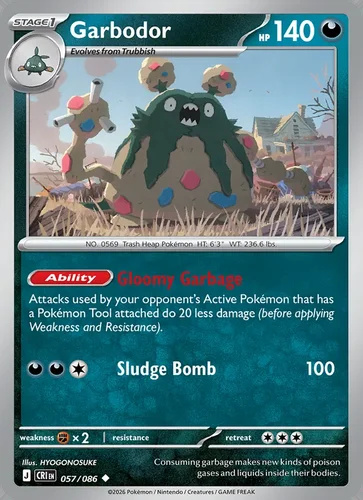 STAGE1
Garbodor
HP 140
Evolves from Trubbish
NO. 0569 Trash Heap Pokémon HT: 6'3" WT: 236.6 lbs.
Ability Gloomy Garbage
Attacks used by your opponent's Active Pokémon that has
a Pokémon Tool attached do 20 less damage (before applying
Weakness and Resistance).
Sludge Bomb 100
weakness ×2 resistance retreat
Illus. HYOGONOSUKE
J CRI EN 057/086
Consuming garbage makes new kinds of poison
gases and liquids inside their bodies.
©2026 Pokémon / Nintendo / Creatures / GAME FREAK